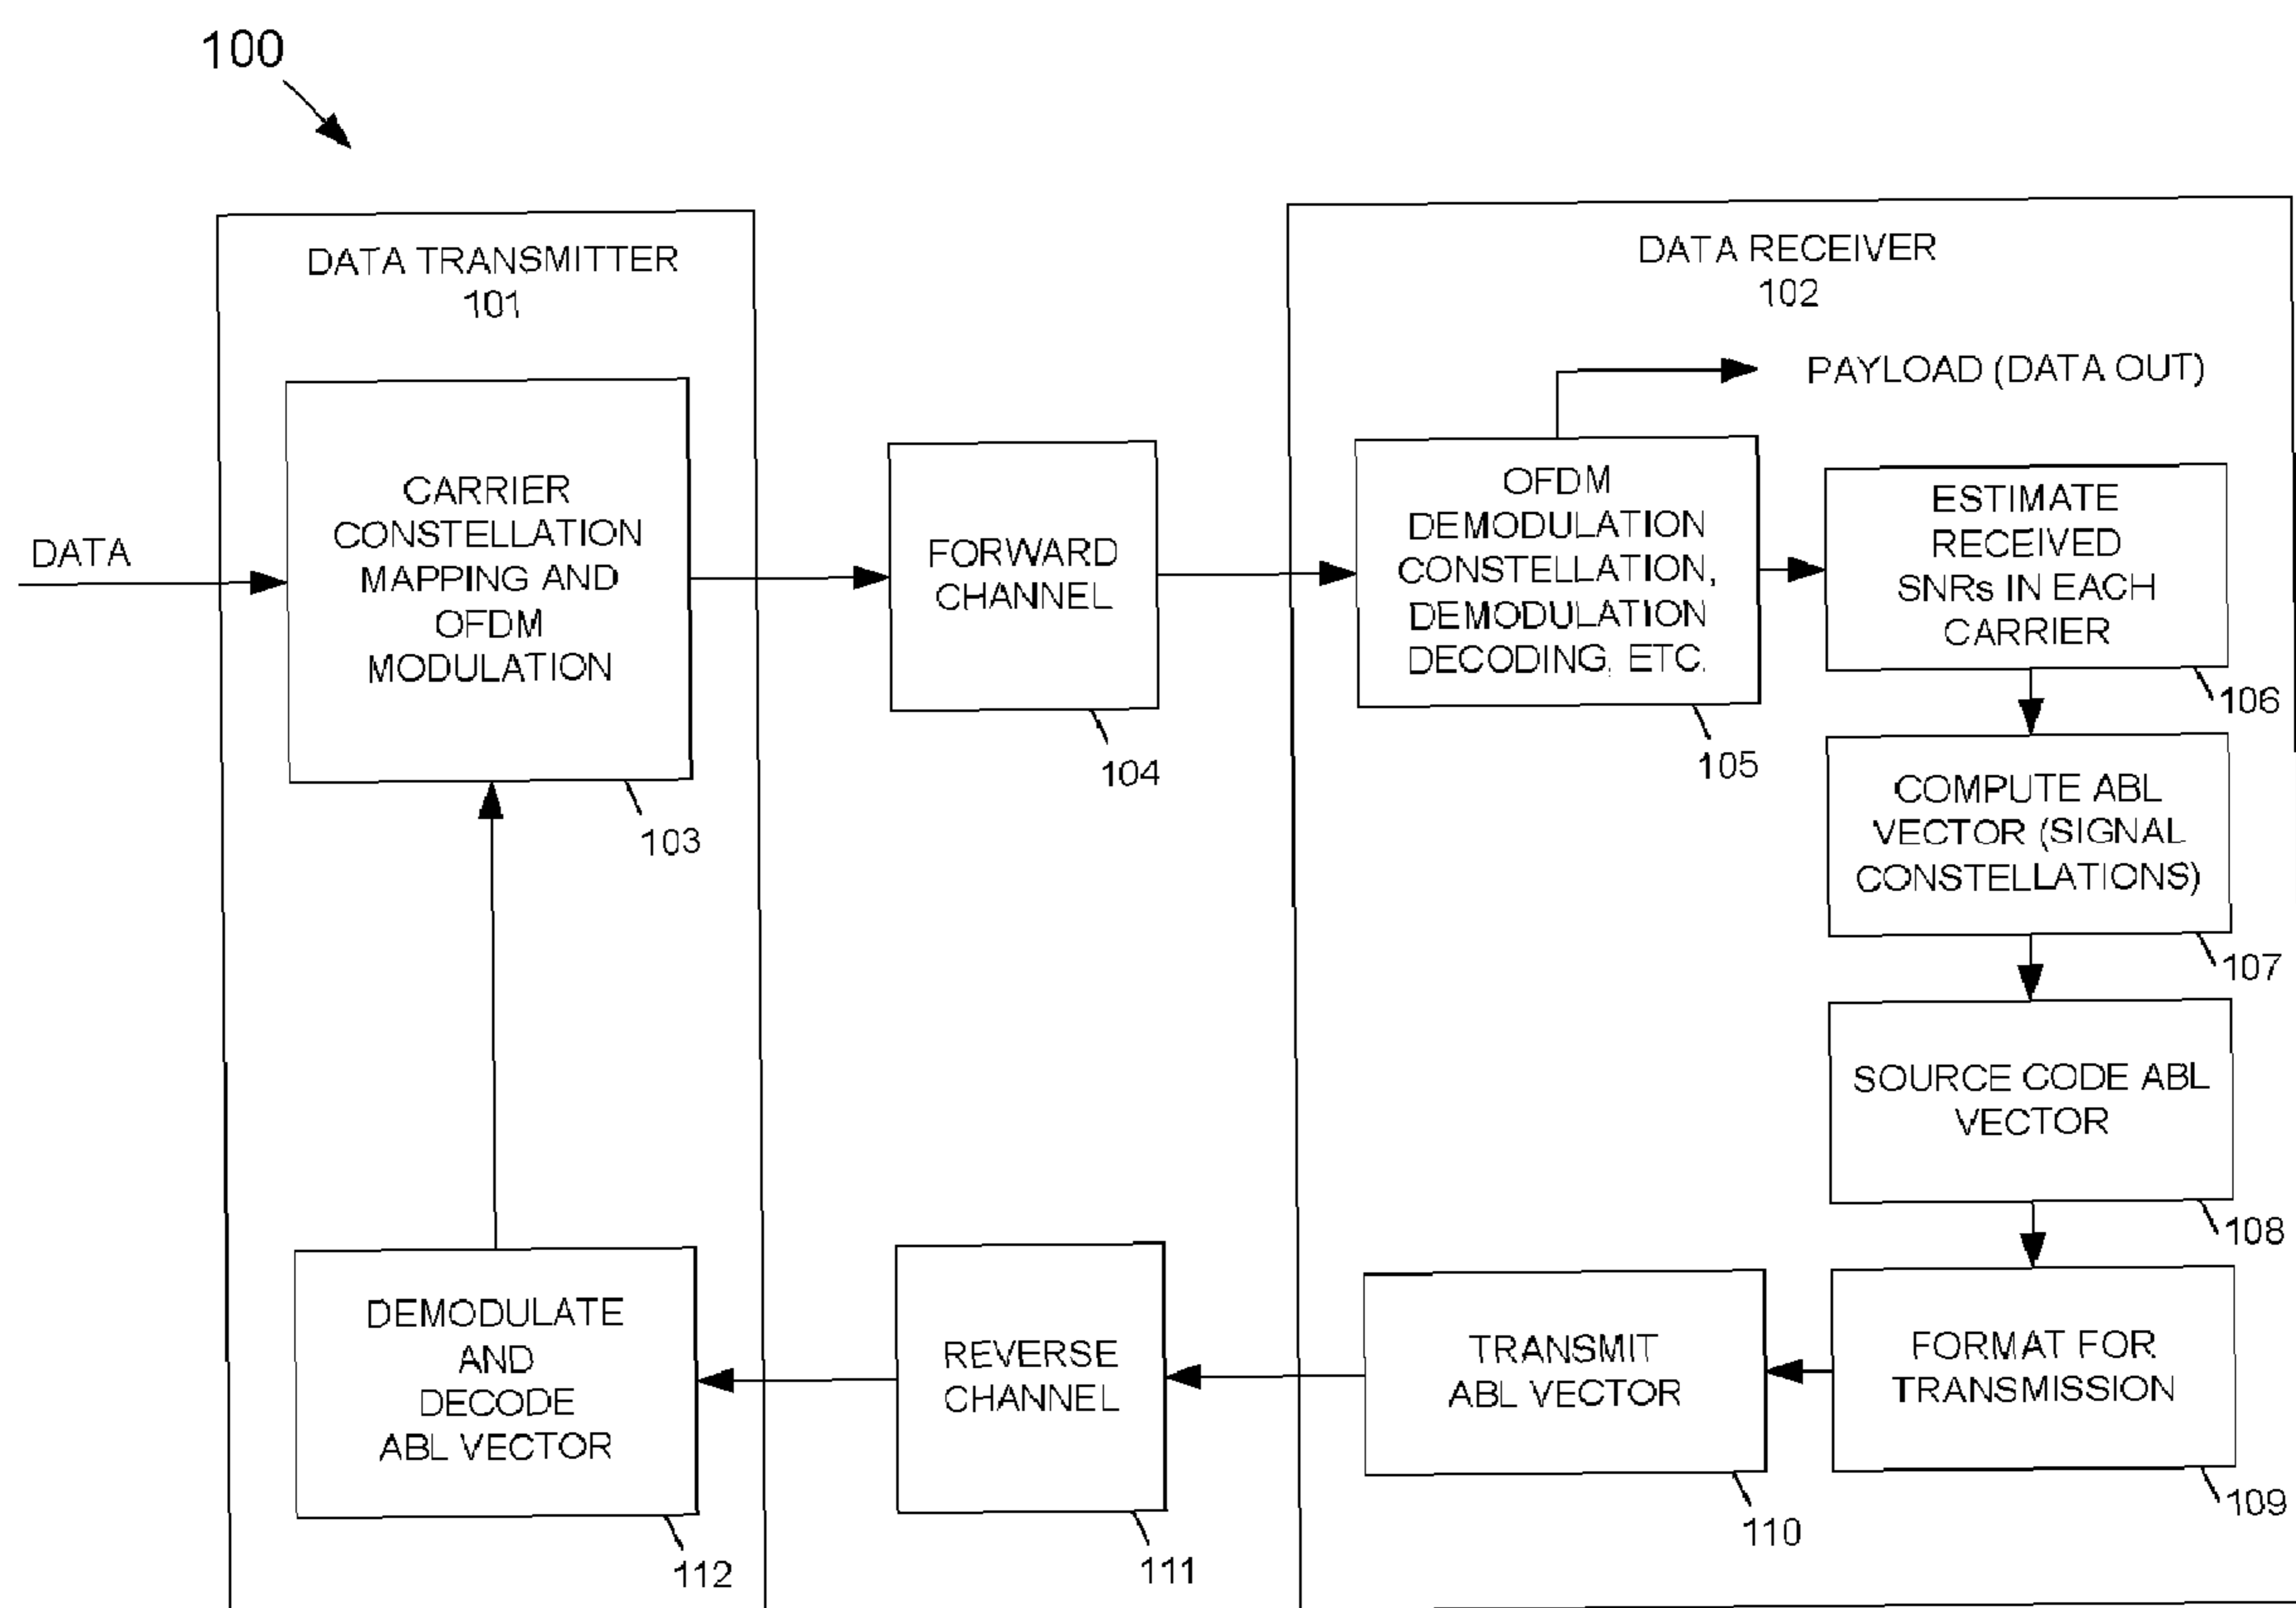 100
DATA TRANSMITTER
101
DATA RECEIVER
102
PAYLOAD (DATA OUT)
DATA
CARRIER
CONSTELLATION
MAPPING AND
OFDM
MODULATION
103
FORWARD
CHANNEL
104
OFDM
DEMODULATION
CONSTELLATION,
DEMODULATION
DECODING, ETC.
105
ESTIMATE
RECEIVED
SNRs IN EACH
CARRIER
106
COMPUTE ABL
VECTOR (SIGNAL
CONSTELLATIONS)
107
SOURCE CODE ABL
VECTOR
108
FORMAT FOR
TRANSMISSION
109
TRANSMIT
ABL VECTOR
110
REVERSE
CHANNEL
111
DEMODULATE
AND
DECODE
ABL VECTOR
112